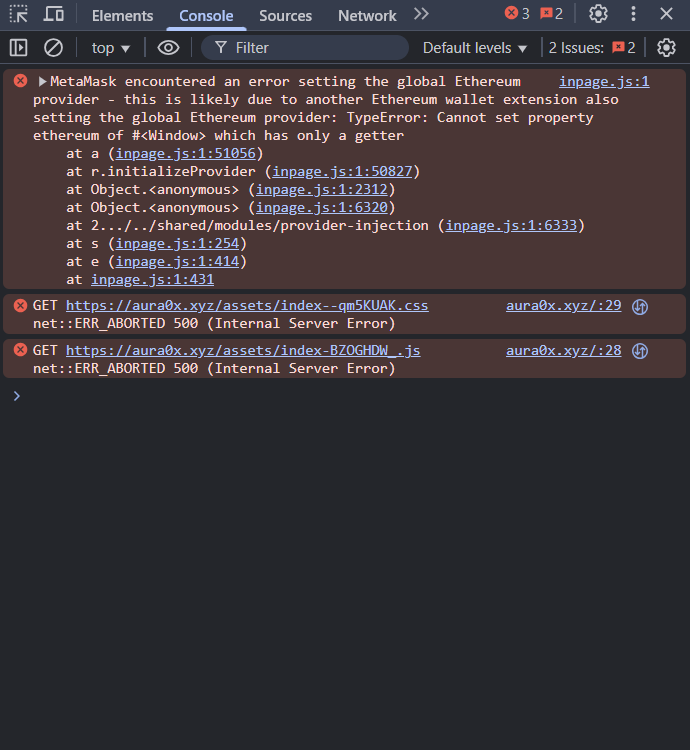 Elements Console Sources Network 3 2
top Filter Default levels 2 Issues: 2
MetaMask encountered an error setting the global Ethereum inpage.js:1
provider - this is likely due to another Ethereum wallet extension also
setting the global Ethereum provider: TypeError: Cannot set property
ethereum of #<Window> which has only a getter
at a (inpage.js:1:51056)
at r.initializeProvider (inpage.js:1:50827)
at Object.<anonymous> (inpage.js:1:2312)
at Object.<anonymous> (inpage.js:1:6320)
at 2.../../shared/modules/provider-injection (inpage.js:1:6333)
at s (inpage.js:1:254)
at e (inpage.js:1:414)
at inpage.js:1:431
GET https://aura0x.xyz/assets/index--qm5KUAK.css aura0x.xyz/:29
net::ERR_ABORTED 500 (Internal Server Error)
GET https://aura0x.xyz/assets/index-BZOGHDW_.js aura0x.xyz/:28
net::ERR_ABORTED 500 (Internal Server Error)